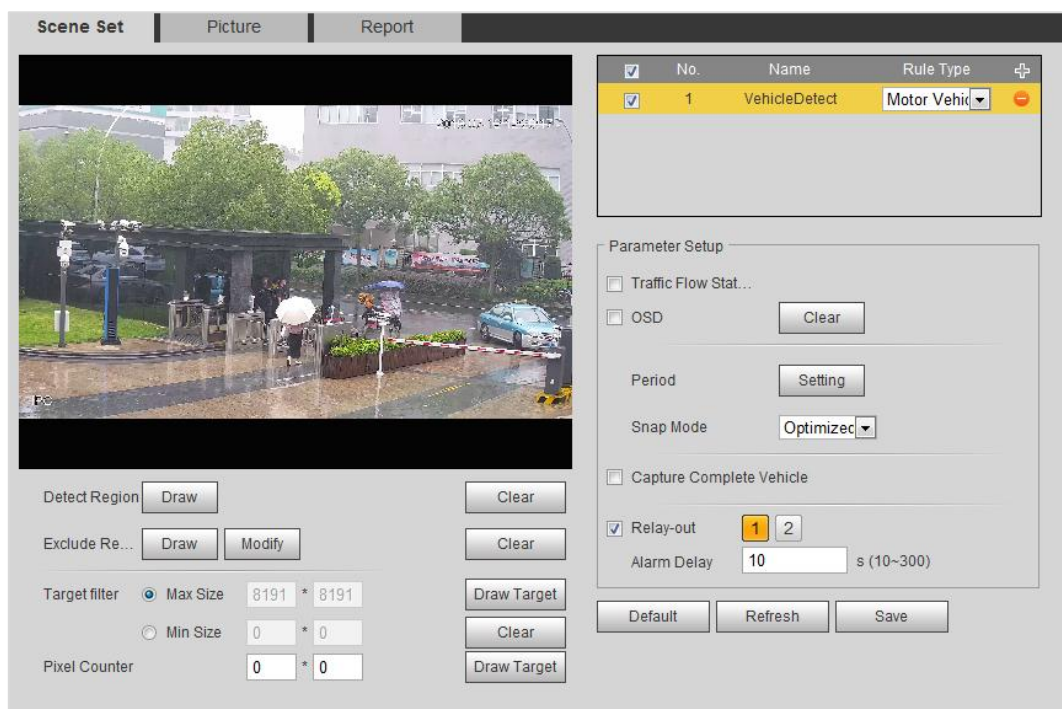 Scene Set Picture Report
No. Name Rule Type
1 VehicleDetect Motor Vehic
Parameter Setup
Traffic Flow Stat...
OSD Clear
Period Setting
Snap Mode Optimized
Capture Complete Vehicle
Relay-out 1 2
Alarm Delay 10 s (10~300)
Default Refresh Save
Detect Region Draw Clear
Exclude Re... Draw Modify Clear
Target filter Max Size 8191 * 8191 Draw Target
Min Size 0 * 0 Clear
Pixel Counter 0 * 0 Draw Target